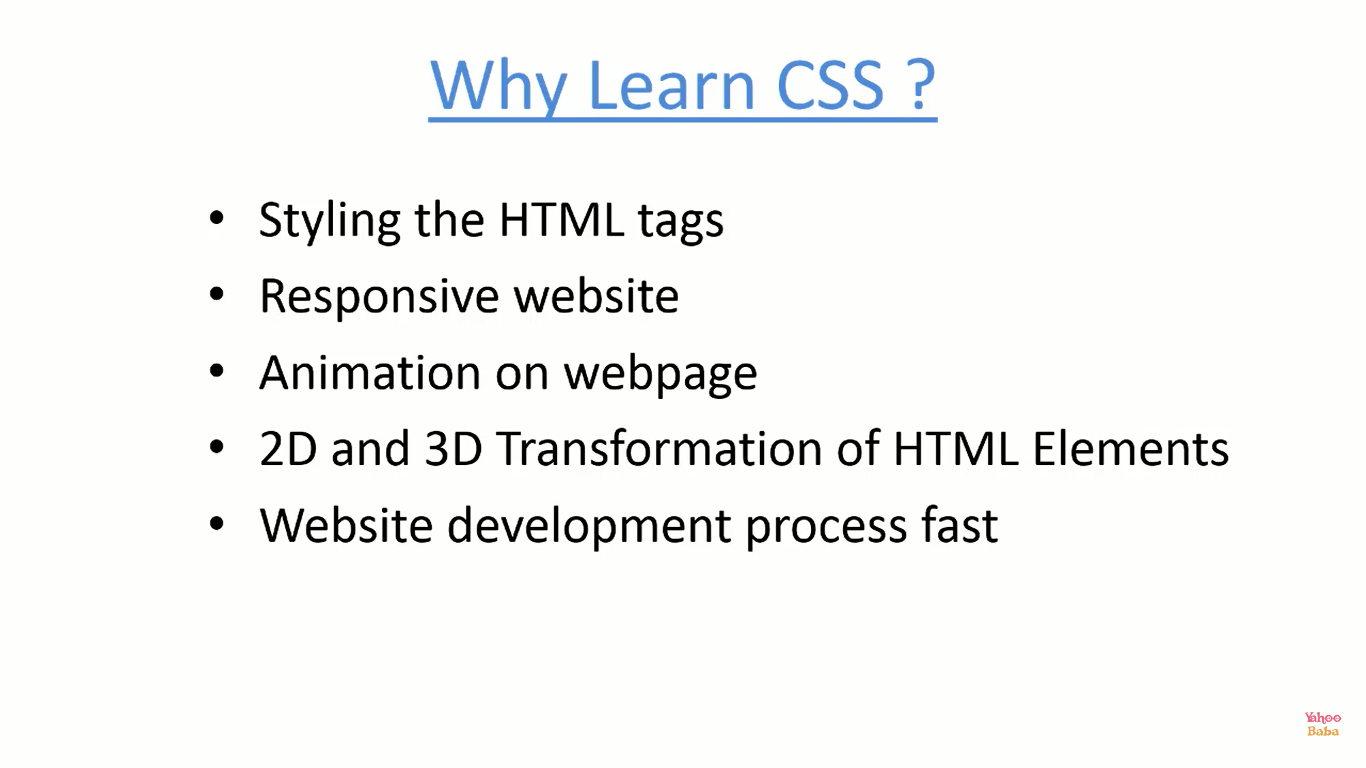 Why Learn CSS ?
• Styling the HTML tags
• Responsive website
• Animation on webpage
• 2D and 3D Transformation of HTML Elements
• Website development process fast
Yahoo
Baba